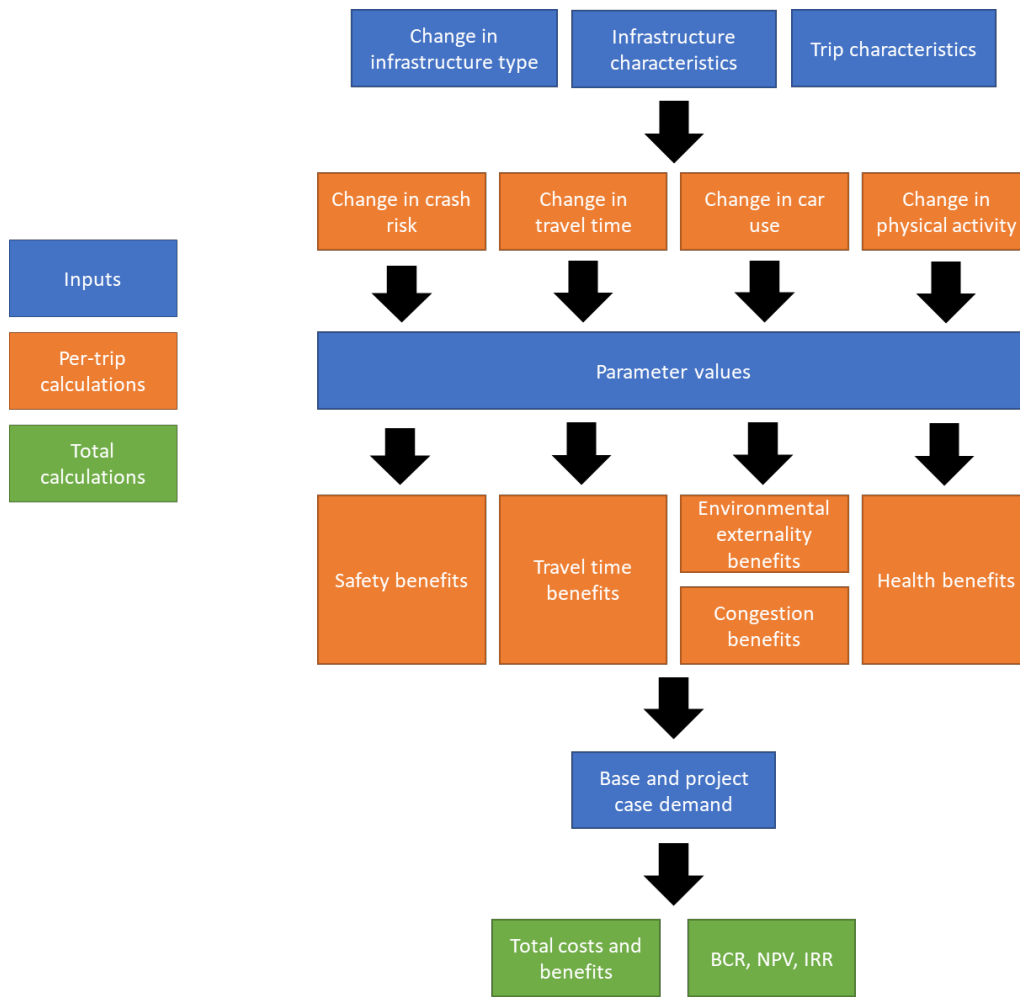 Change in
infrastructure type
Infrastructure
characteristics
Trip characteristics
Change in crash
risk
Change in
travel time
Change in car
use
Change in
physical activity
Inputs
Per-trip
calculations
Total
calculations
Parameter values
Safety benefits
Travel time
benefits
Environmental
externality
benefits
Congestion
benefits
Health benefits
Base and project
case demand
Total costs and
benefits
BCR, NPV, IRR